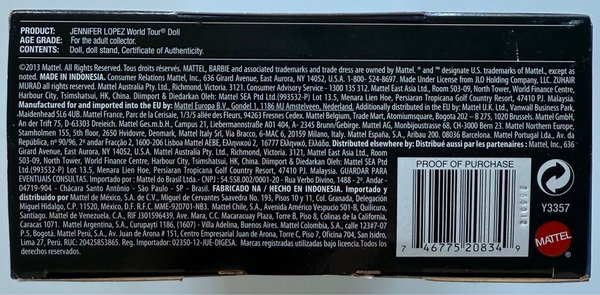 PRODUCT: JENNIFER LOPEZ World Tour® Doll
AGE GRADE: For the adult collector.
CONTENTS: Doll, doll stand, Certificate of Authenticity.
©2013 Mattel. All Rights Reserved. Tous droits réservés. MATTEL, BARBIE and associated trademarks and trade dress are owned by Mattel. ® and ™ designate U.S. trademarks of Mattel, except as
noted. MADE IN INDONESIA. Consumer Relations Mattel, Inc., 636 Girard Avenue, East Aurora, NY 14052, U.S.A. 1-800-524-8697. Made Under License from JLO Holding Company, LLC. ZUHAIR
MURAD all rights reserved. Mattel Australia Pty. Ltd., Richmond, Victoria. 3121. Consumer Advisory Service - 1300 135 312. Mattel East Asia Ltd., Room 503-09, North Tower, World Finance Centre,
Harbour City, Tsimshatsui, HK, China. Diimport & Diedarkan Oleh: Mattel SEA Ptd Ltd.(993532-P) Lot 13.5, Menara Lien Hoe, Persiaran Tropicana Golf Country Resort, 47410 PJ. Malaysia.
Manufactured for and imported into the EU by: Mattel Europa B.V., Gondel 1, 1186 MJ Amstelveen, Nederland. Additionally distributed in the EU by: Mattel U.K. Ltd., Vanwall Business Park,
Maidenhead SL6 4UB. Mattel France, Parc de la Cerisaie, 1/3/5 allée des Fleurs, 94263 Fresnes Cedex. Mattel Belgium, Trade Mart, Atomiumsquare, Bogota 202 - B 275, 1020 Brussels. Mattel GmbH,
An der Trift 75, D-63303 Dreieich. Mattel Ges.m.b.H., Campus 21, Liebermannstraße A01 404, A- 2345 Brunn/Gebirge. Mattel AG, Monbijoustrasse 68, CH-3000 Bern 23. Mattel Northern Europe,
Stamholmen 155, 5th floor, 2650 Hvidovre, Denmark. Mattel Italy Srl, Via Bracco, 6-MAC 6, 20159 Milano, Italy. Mattel España, S.A., Aribau 200. 08036 Barcelona. Mattel Portugal Lda., Av. da
República, nº 90/96, 2º andar Fracção 2, 1600-206 Lisboa Mattel AEBE, Ελληνικού 2, 16777 Ελληνικό, Ελλάδα. Distributed elsewhere by: Distribué ailleurs par les permanaires : Mattel, Inc., 636
Girard Avenue, East Aurora, NY 14052, U.S.A. Mattel Australia Pty. Ltd., Richmond, Victoria, 3121. Mattel East Asia Ltd., Room
503-09, North Tower, World Finance Centre, Harbour City, Tsimshatsui, HK, China. Diimport & Diedarkan Oleh: Mattel SEA Ptd
Ltd.(993532-P) Lot 13.5, Menara Lien Hoe, Persiaran Tropicana Golf Country Resort, 47410 PJ. Malaysia. GUARDAR PARA
EVENTUAIS CONSULTAS. Importado por : Mattel do Brasil Ltda.- CNPJ : 54.558.002/0001-20 - Rua Verbo Divino, 1488 - 2º. Andar -
04719-904 - Chácara Santo Antônio - São Paulo - SP - Brasil. FABRICADO NA / HECHO EN INDONESIA. Importado y
distribuido por Mattel de México, S.A. de C.V., Miguel de Cervantes Saavedra No. 193, Pisos 10 y 11, Col. Granada, Delegación
Miguel Hidalgo, C.P. 11520, México, D.F. R.F.C. MME-920701-NB3. Mattel Chile, S.A., Avenida Américo Vespucio 501-B, Quilicura,
Santiago. Mattel de Venezuela, C.A., RIF J301596439, Ave. Mara, C.C. Macaracuay Plaza, Torre B, Piso 8, Colinas de la California,
Caracas 1071. Mattel Argentina, S.A., Curupaytí 1186, (1607) - Villa Adelina, Buenos Aires. Mattel Colombia, S.A., calle 123#7-07
P.5, Bogotá. Mattel Perú, S.A., Av. Juan de Arona # 151, Centro Empresarial Juan de Arona, Torre C, Piso 7, Oficina 704, San Isidro,
Lima 27, Perú. RUC: 20425853865. Reg. Importador: 02350-12-JUE-DIGESA. Marcas registradas usadas bajo licencia. Todos los
derechos reservados.
PROOF OF PURCHASE
7 46775 20834 9
Y3357
MATTEL